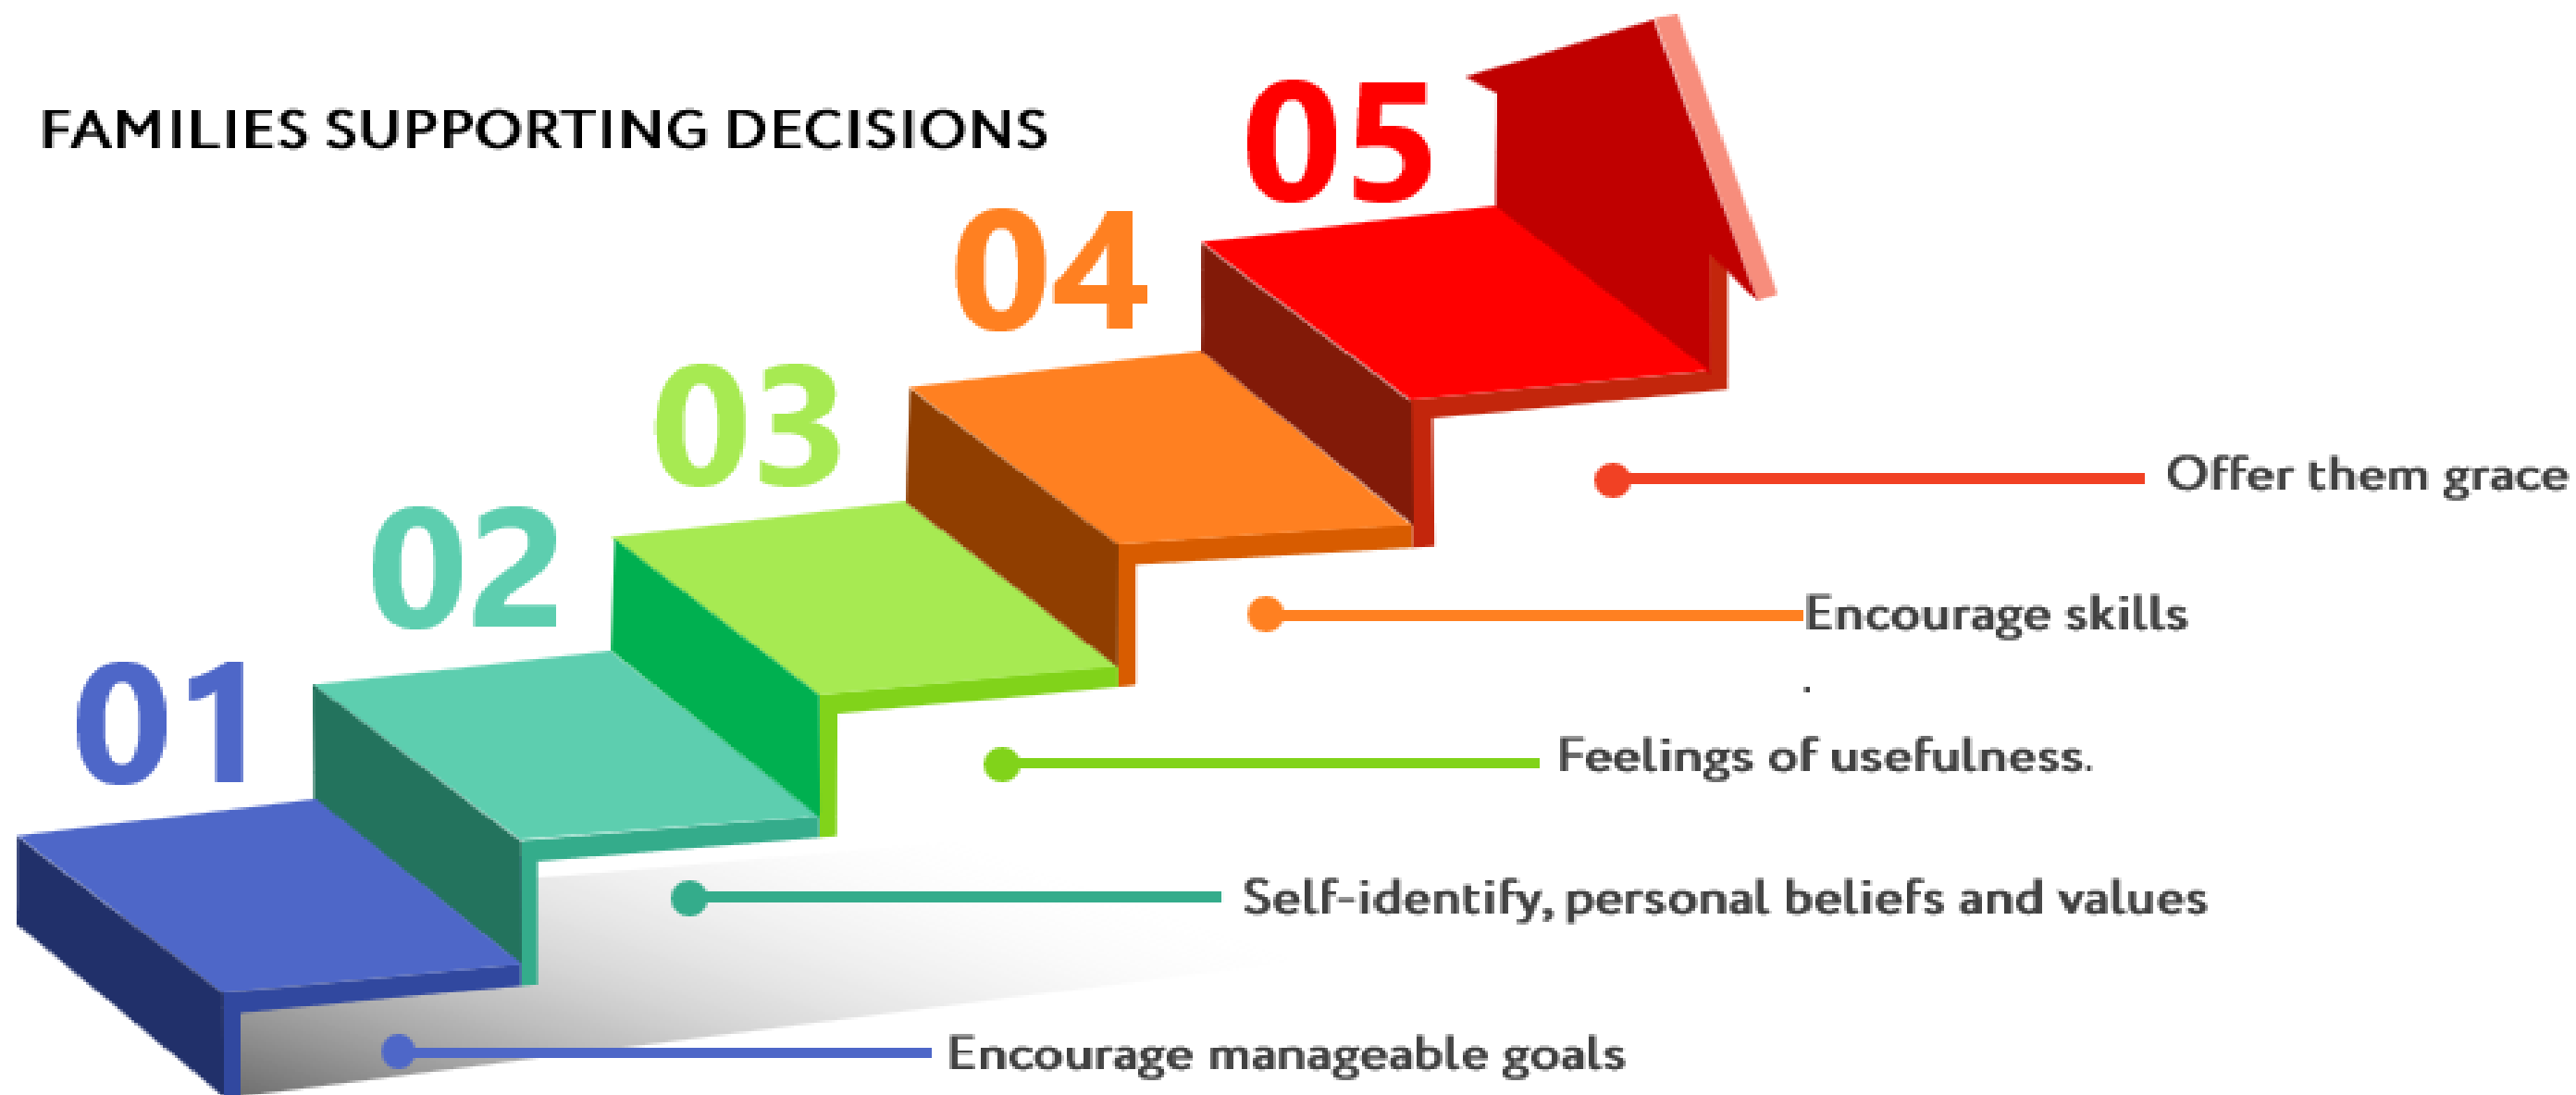 FAMILIES SUPPORTING DECISIONS
05
04
03
02
01
Offer them grace
Encourage skills
.
Feelings of usefulness.
Self-identify, personal beliefs and values
Encourage manageable goals